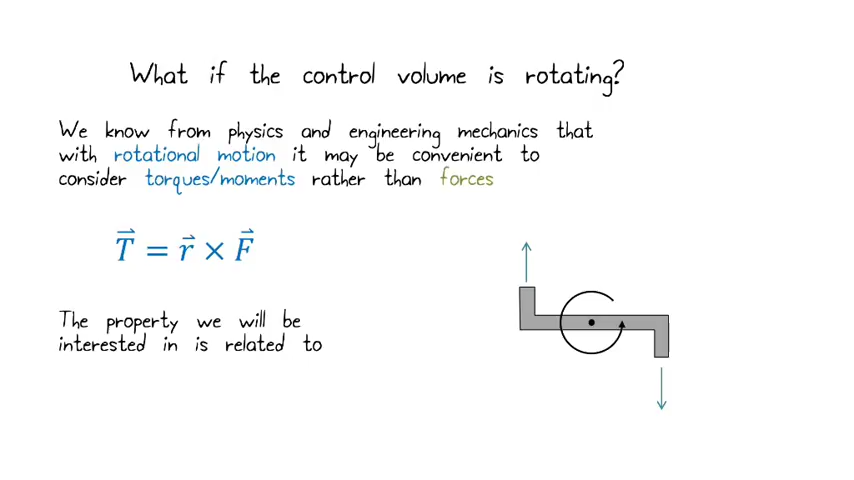 What if the control volume is rotating?
We know from physics and engineering mechanics that
with rotational motion it may be convenient to
consider torques/moments rather than forces
T⃗ = r⃗ × F⃗
The property we will be
interested in is related to